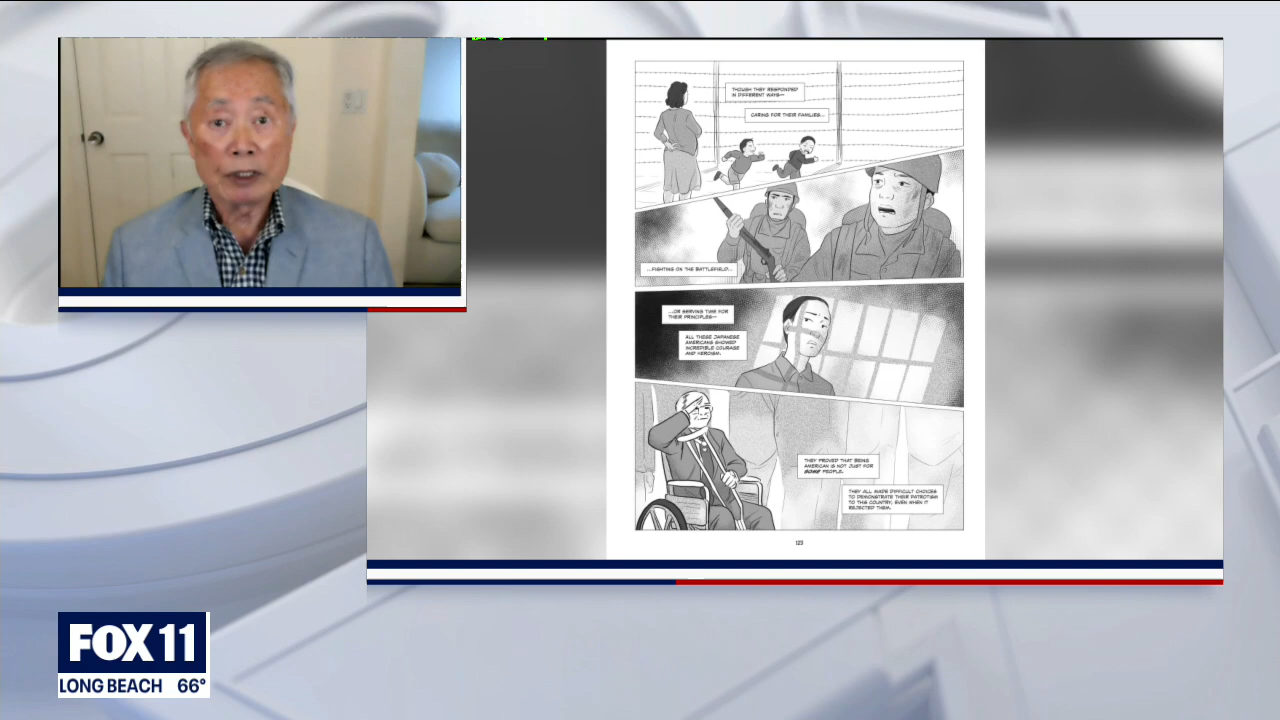 THOUGH THEY RESPONDED
IN DIFFERENT WAYS—
CARING FOR THEIR FAMILIES...
...FIGHTING ON THE BATTLEFIELD...
...OR SERVING TIME FOR
THEIR PRINCIPLES—
ALL THESE JAPANESE
AMERICANS SHOWED
INCREDIBLE COURAGE
AND HEROISM.
THEY PROVED THAT BEING
AMERICAN IS NOT JUST FOR
SOME PEOPLE.
THEY ALL MADE DIFFICULT CHOICES
TO DEMONSTRATE THEIR PATRIOTISM
TO THIS COUNTRY, EVEN WHEN IT
REJECTED THEM.
123
FOX 11
LONG BEACH 66°